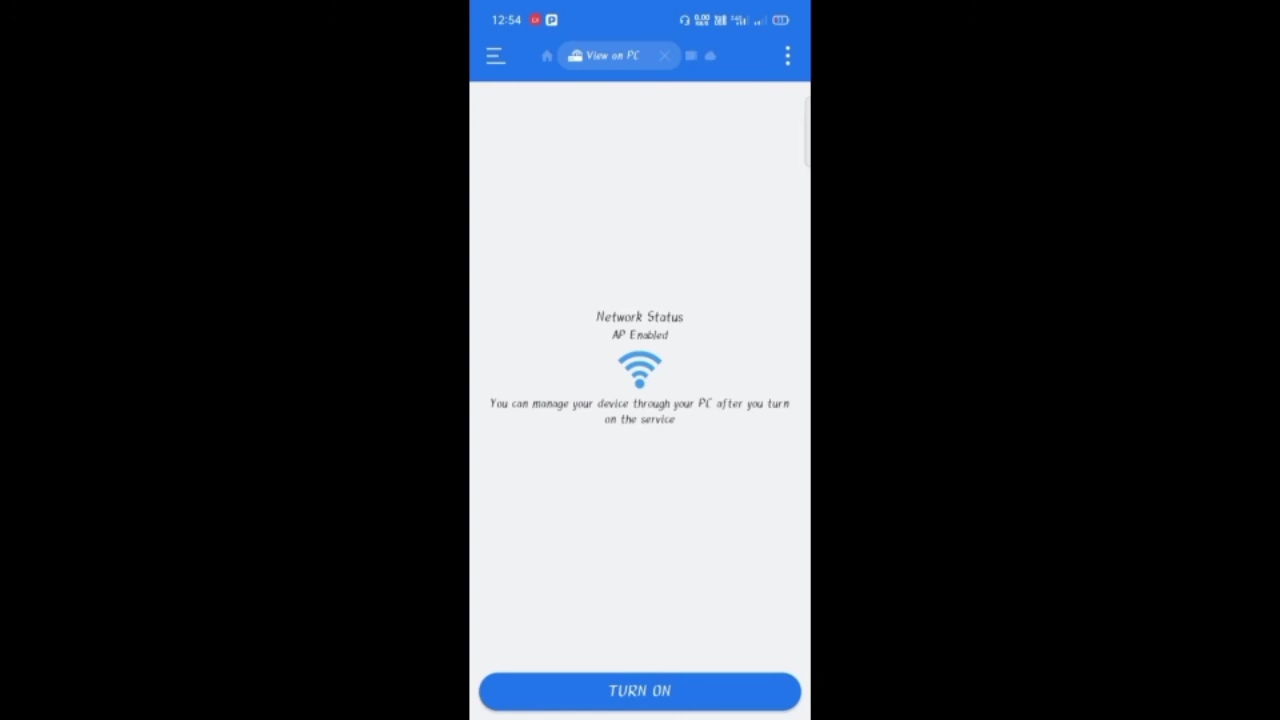 12:54
View on PC
Network Status
AP Enabled
You can manage your device through your PC after you turn
on the service
TURN ON